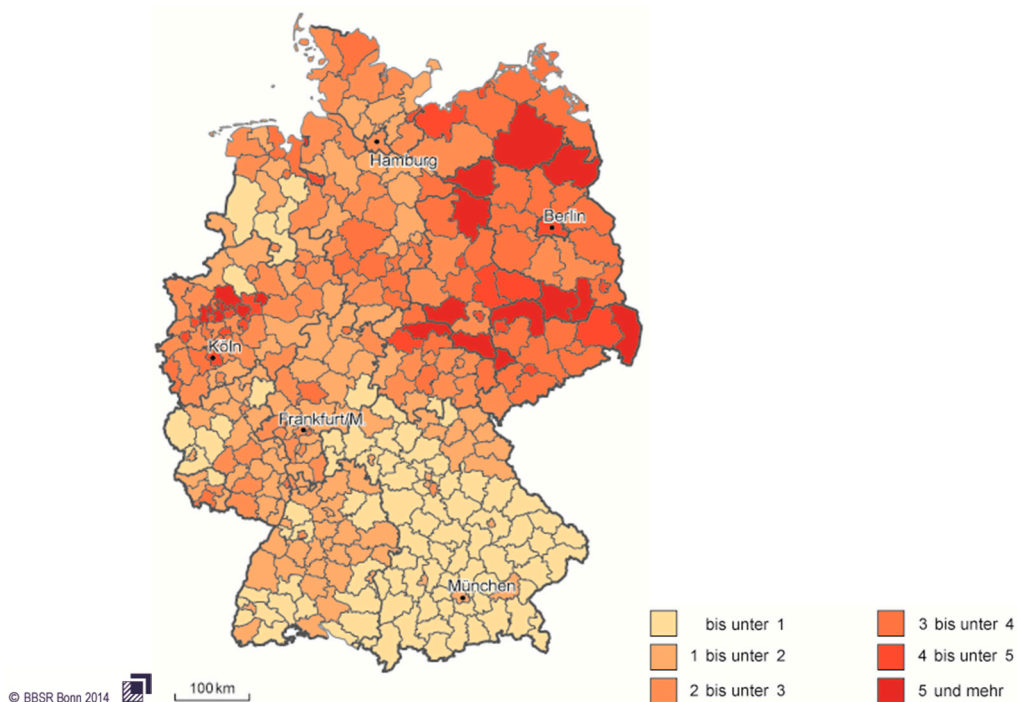 Hamburg
Berlin
Köln
Frankfurt/M.
München
bis unter 1
1 bis unter 2
2 bis unter 3
3 bis unter 4
4 bis unter 5
5 und mehr
100 km
© BBSR Bonn 2014